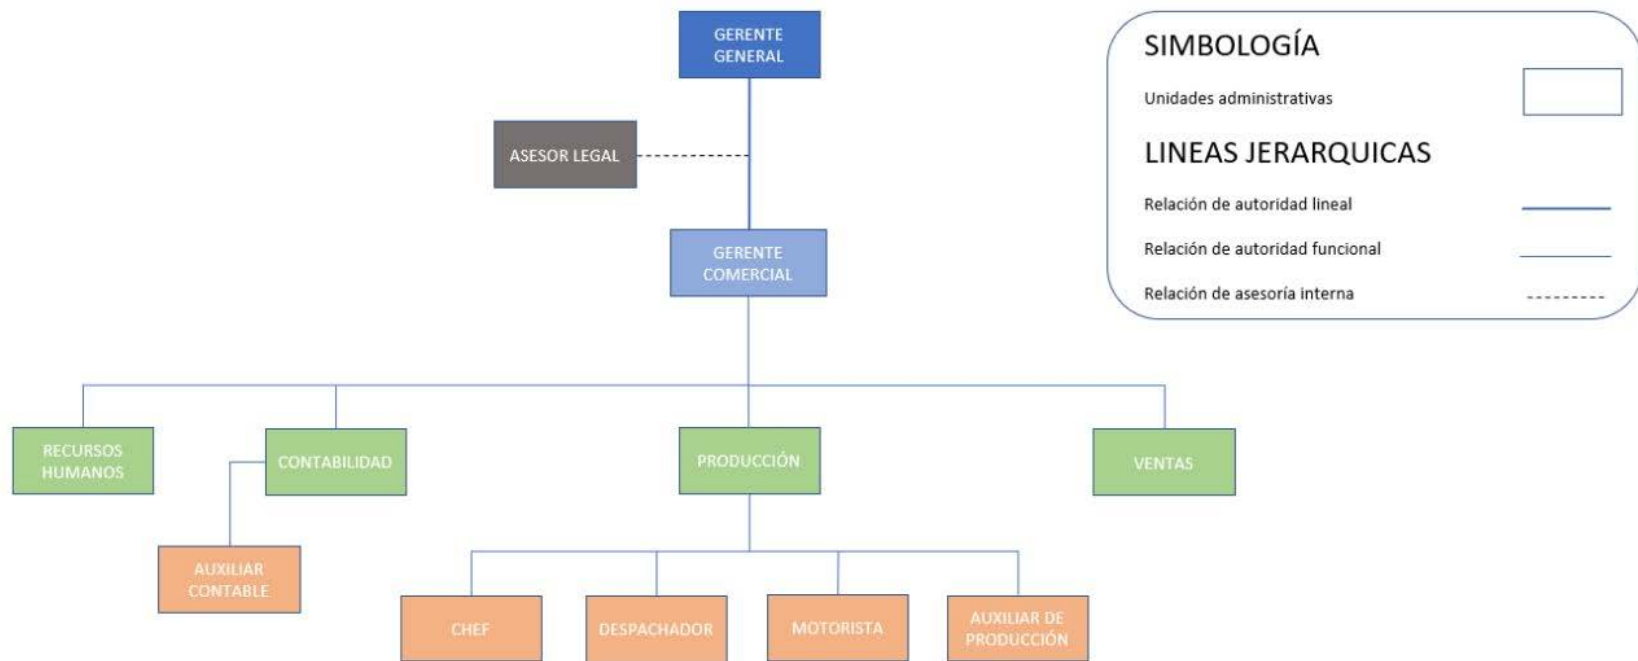 GERENTE
GENERAL
ASESOR LEGAL
GERENTE
COMERCIAL
RECURSOS
HUMANOS
CONTABILIDAD
PRODUCCIÓN
VENTAS
AUXILIAR
CONTABLE
CHEF
DESPACHADOR
MOTORISTA
AUXILIAR DE
PRODUCCIÓN
SIMBOLOGÍA
Unidades administrativas
LINEAS JERARQUICAS
Relación de autoridad lineal
Relación de autoridad funcional
Relación de asesoría interna